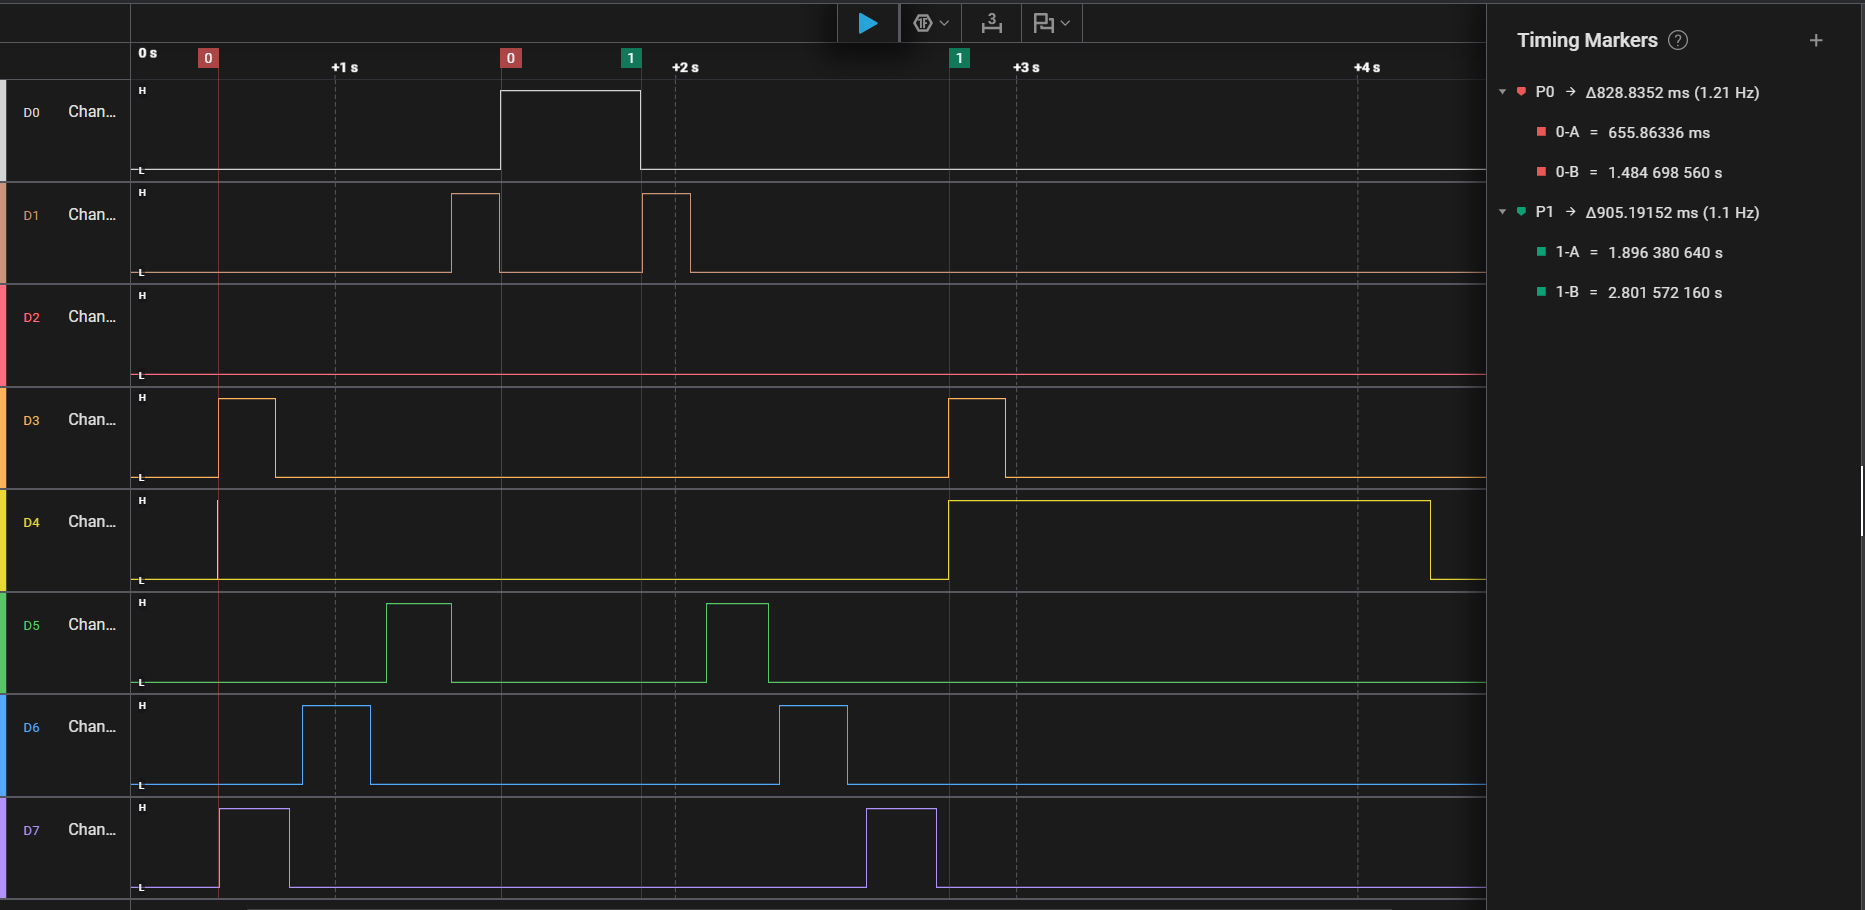 3
Timing Markers ?
0 s
0
0
1
1
+1 s
+2 s
+3 s
+4 s
P0 → Δ828.8352 ms (1.21 Hz)
0-A = 655.86336 ms
0-B = 1.484 698 560 s
P1 → Δ905.19152 ms (1.1 Hz)
1-A = 1.896 380 640 s
1-B = 2.801 572 160 s
D0 Chan...
H
L
D1 Chan...
H
L
D2 Chan...
H
L
D3 Chan...
H
L
D4 Chan...
H
L
D5 Chan...
H
L
D6 Chan...
H
L
D7 Chan...
H
L